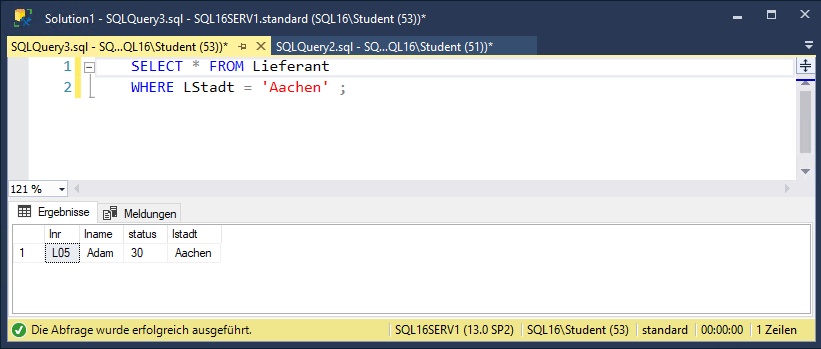 Solution1 - SQLQuery3.sql - SQL16SERV1.standard (SQL16\Student (53))*
SQLQuery3.sql - SQ...QL16\Student (53))* SQLQuery2.sql - SQ...QL16\Student (51))*
1 SELECT * FROM Lieferant
2 WHERE LStadt = 'Aachen' ;
121 %
Ergebnisse Meldungen
lnr lname status lstadt
1 L05 Adam 30 Aachen
Die Abfrage wurde erfolgreich ausgeführt. SQL16SERV1 (13.0 SP2) SQL16\Student (53) standard 00:00:00 1 Zeilen